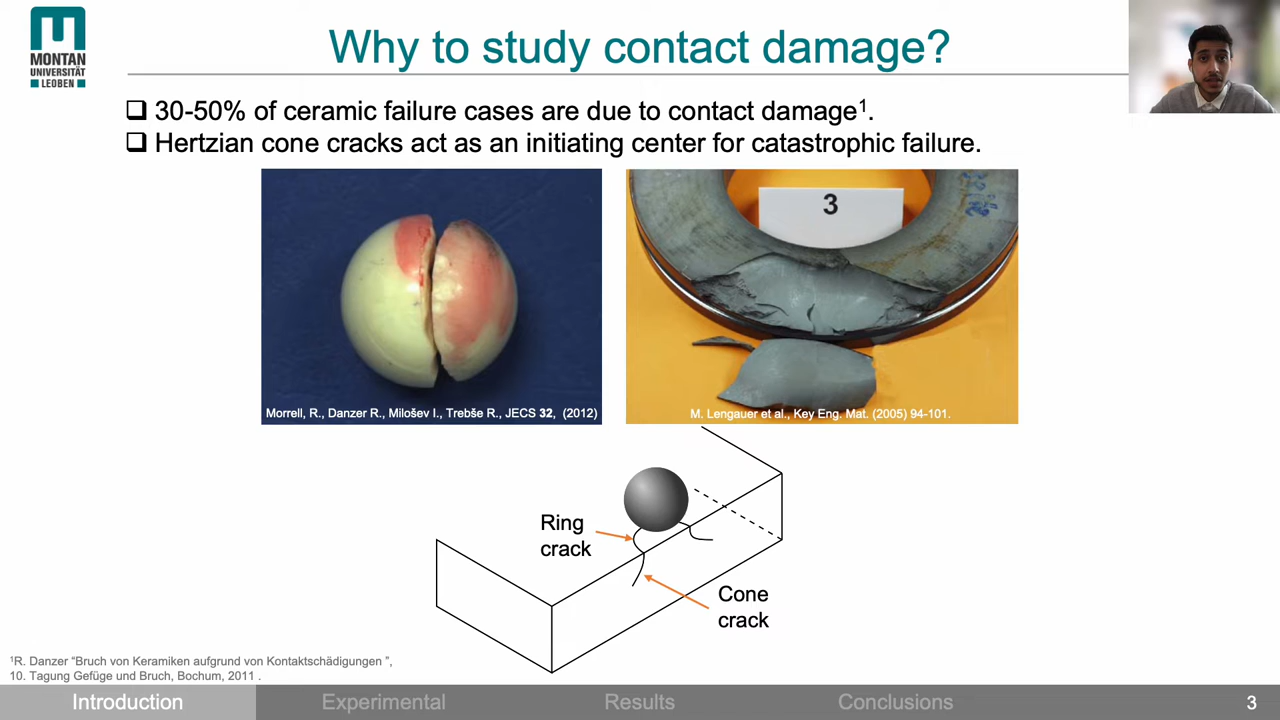 MONTAN
UNIVERSITÄT
LEOBEN
Why to study contact damage?
❑ 30-50% of ceramic failure cases are due to contact damage¹.
❑ Hertzian cone cracks act as an initiating center for catastrophic failure.
3
Morrell, R., Danzer R., Milošev I., Trebše R., JECS 32, (2012)
M. Lengauer et al., Key Eng. Mat. (2005) 94-101.
Ring
crack
Cone
crack
¹R. Danzer “Bruch von Keramiken aufgrund von Kontaktschädigungen ”,
10. Tagung Gefüge und Bruch, Bochum, 2011 .
Introduction Experimental Results Conclusions 3